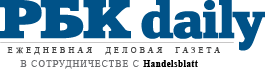 РБК daily
ЕЖЕДНЕВНАЯ ДЕЛОВАЯ ГАЗЕТА
В СОТРУДНИЧЕСТВЕ С Handelsblatt